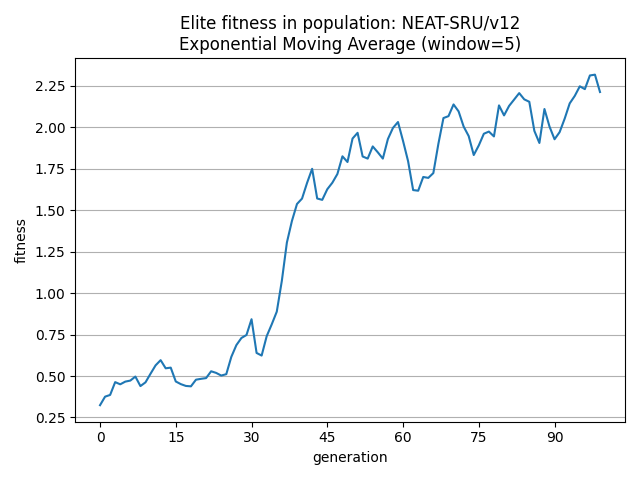 Elite fitness in population: NEAT-SRU/v12
Exponential Moving Average (window=5)
2.25
2.00
1.75
1.50
1.25
1.00
0.75
0.50
0.25
fitness
0 15 30 45 60 75 90
generation